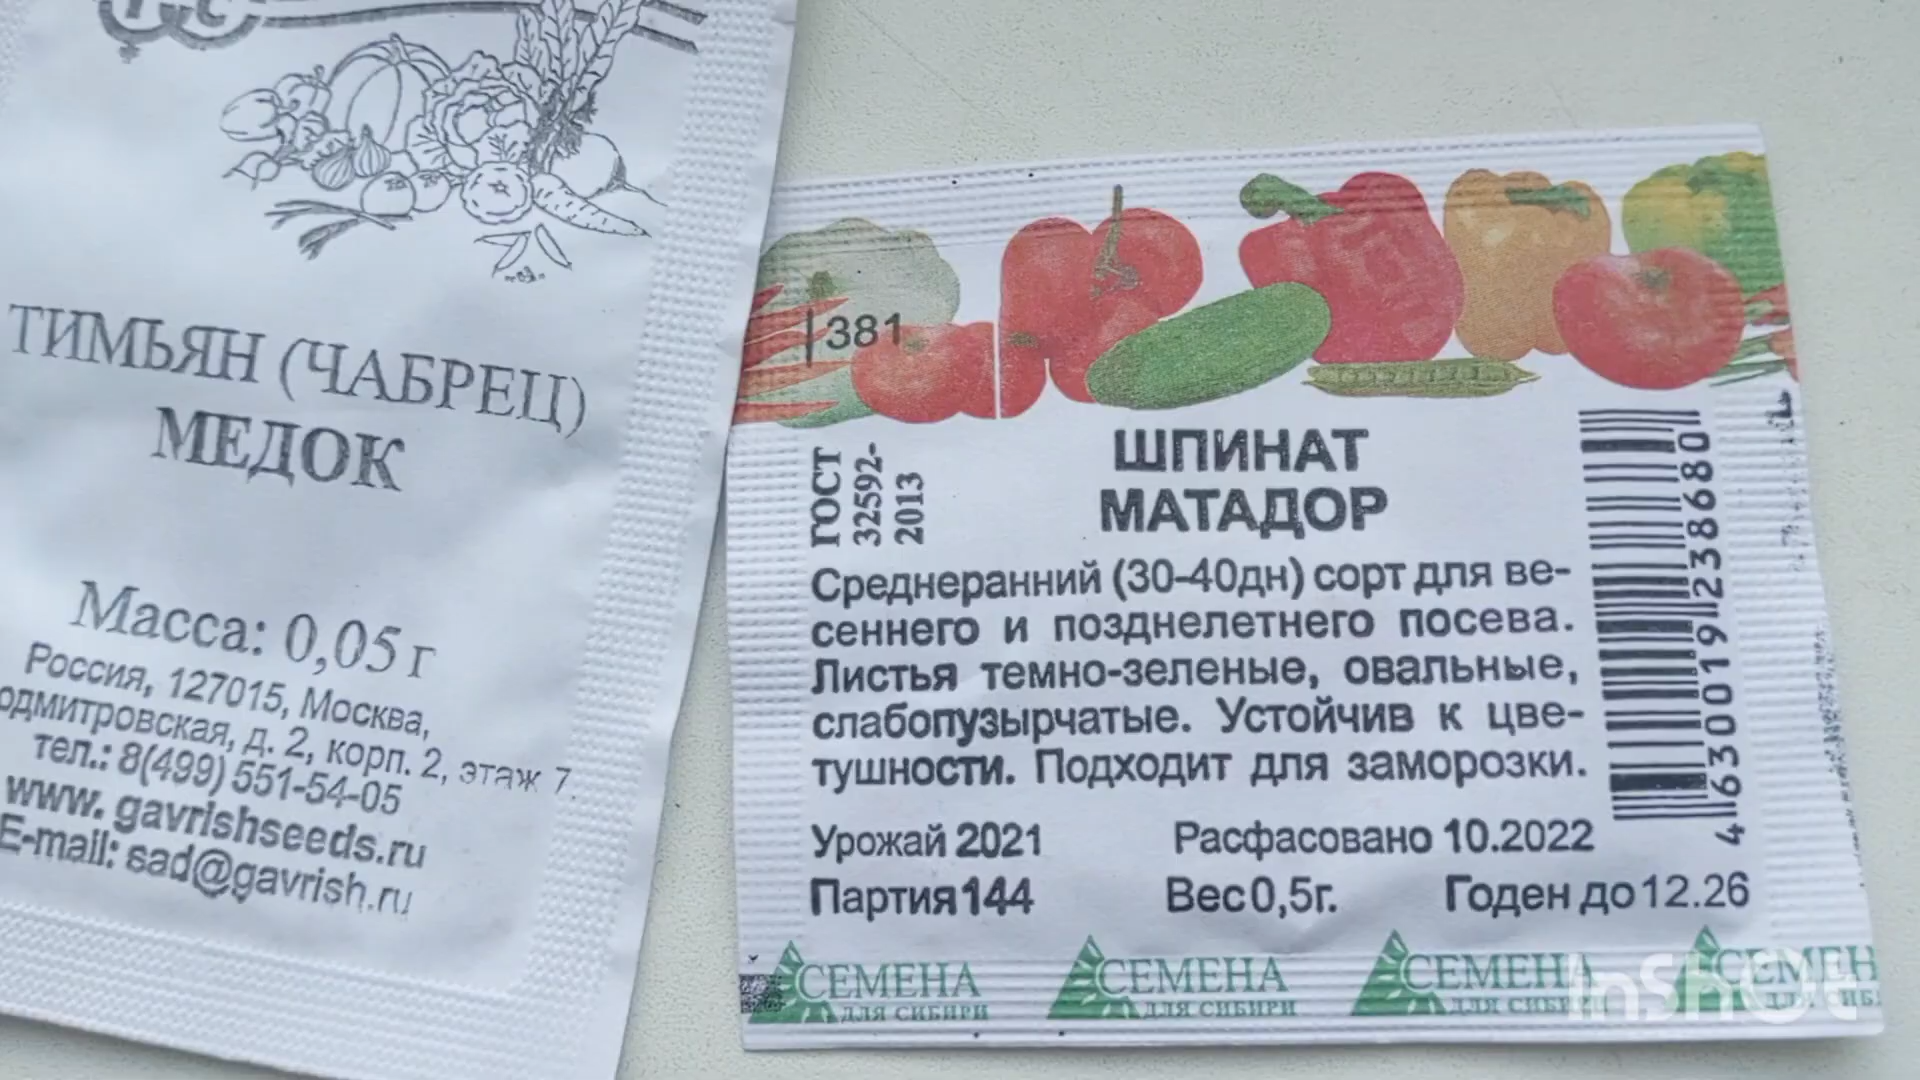 ТИМЬЯН (ЧАБРЕЦ)
МЕДОК
Масса: 0,05 г
Россия, 127015, Москва,
д. 2, корп. 2, этаж 7.
тел.: 8(499) 551-54-05
www. gavrishseeds.ru
E-mail: sad@gavrish.ru
381
ГОСТ
32592-
2013
ШПИНАТ
МАТАДОР
Среднеранний (30-40дн) сорт для ве-
сеннего и позднелетнего посева.
Листья темно-зеленые, овальные,
слабопузырчатые. Устойчив к цве-
тушности. Подходит для заморозки.
Урожай 2021 Расфасовано 10.2022
Партия 144 Вес 0,5г. Годен до 12.26
4 630019 238680
СЕМЕНА СЕМЕНА СЕМЕНА
ДЛЯ СИБИРИ ДЛЯ СИБИРИ
InShOt